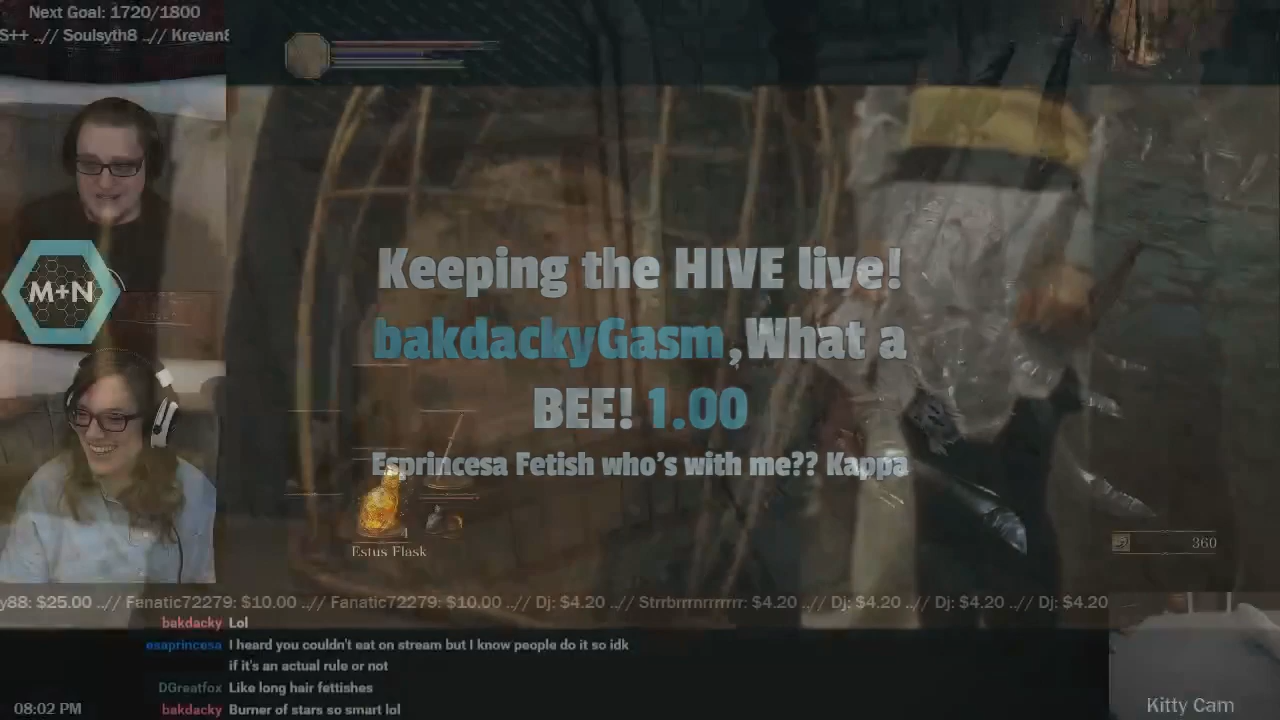 Next Goal: 1720/1800
S++ ..// Soulsyth8 ..// Krevan8
M+N
Keeping the HIVE live!
bakdackyGasm,What a
BEE! 1.00
Esprincesa Fetish who's with me?? Kappa
4
Estus Flask
360
y88: $25.00 ..// Fanatic72279: $10.00 ..// Fanatic72279: $10.00 ..// Dj: $4.20 ..// Strrbrrrnrrrrrrr: $4.20 ..// Dj: $4.20 ..// Dj: $4.20 ..// Dj: $4.20
bakdacky Lol
esaprincesa I heard you couldn't eat on stream but I know people do it so idk
if it's an actual rule or not
DGreatfox Like long hair fettishes
bakdacky Burner of stars so smart lol
08:02 PM
Kitty Cam